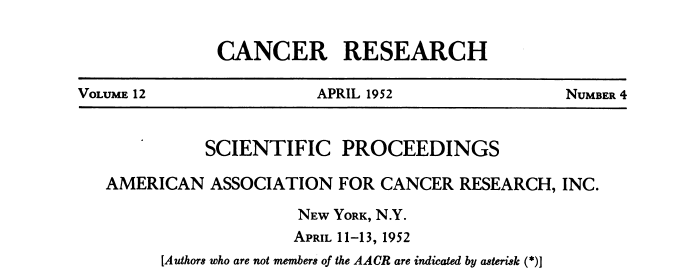 CANCER RESEARCH
VOLUME 12 APRIL 1952 NUMBER 4
SCIENTIFIC PROCEEDINGS
AMERICAN ASSOCIATION FOR CANCER RESEARCH, INC.
NEW YORK, N.Y.
APRIL 11–13, 1952
[Authors who are not members of the AACR are indicated by asterisk (*)]